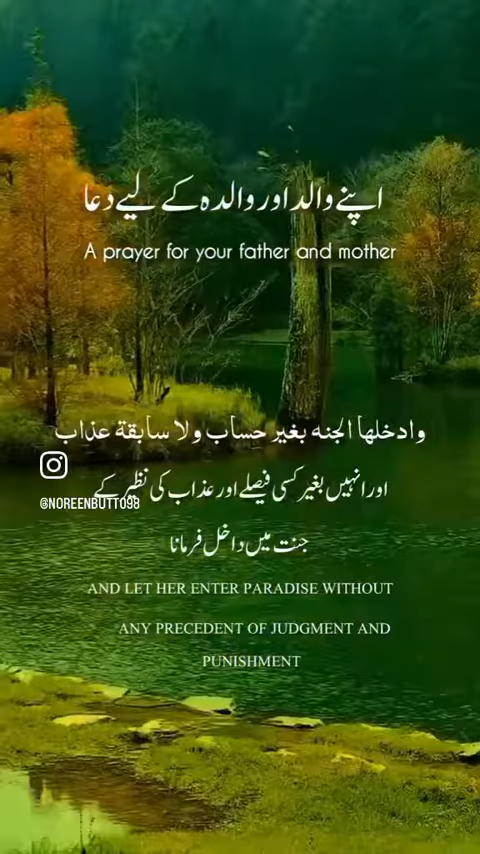 اپنے والد اور والدہ کے لیے دعا
A prayer for your father and mother
وادخلها الجنه بغير حساب ولا سابقة عذاب
اور انہیں بغیر کسی فیصلے اور عذاب کی نظیر کے
@NOREENBUTT098
جنت میں داخل فرمانا
AND LET HER ENTER PARADISE WITHOUT
ANY PRECEDENT OF JUDGMENT AND
PUNISHMENT